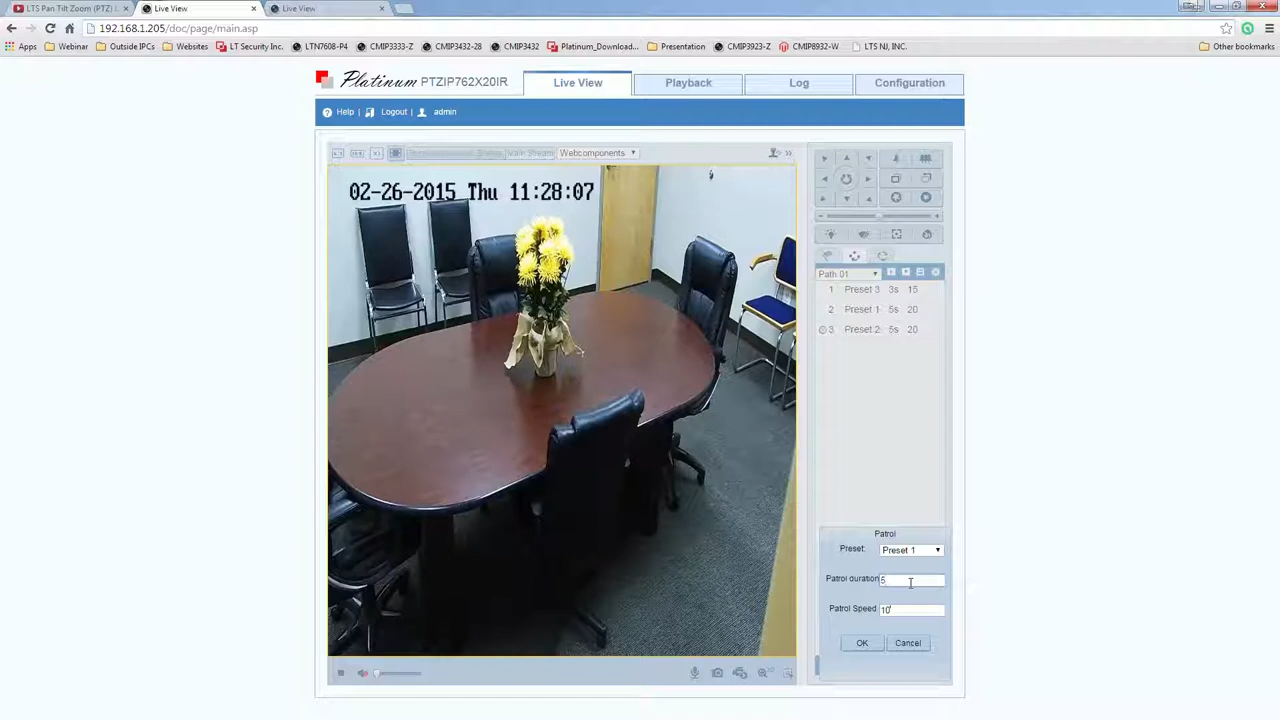 LTS Pan Tilt Zoom (PTZ) Live View Live View
192.168.1.205/doc/page/main.asp
Apps Webinar Outside IPCs Websites LT Security Inc. LTN7608-P4 CMIP3333-Z CMIP3432-28 CMIP3432 Platinum_Download... Presentation CMIP3923-Z CMIP8932-W LTS NJ, INC. Other bookmarks
Platinum PTZIP762X20IR Live View Playback Log Configuration
Help | Logout | admin
Main Stream Webcomponents
02-26-2015 Thu 11:28:07
Path 01
1 Preset 3 3s 15
2 Preset 1 5s 20
3 Preset 2 5s 20
Patrol
Preset: Preset 1
Patrol duration 5
Patrol Speed 10
OK Cancel